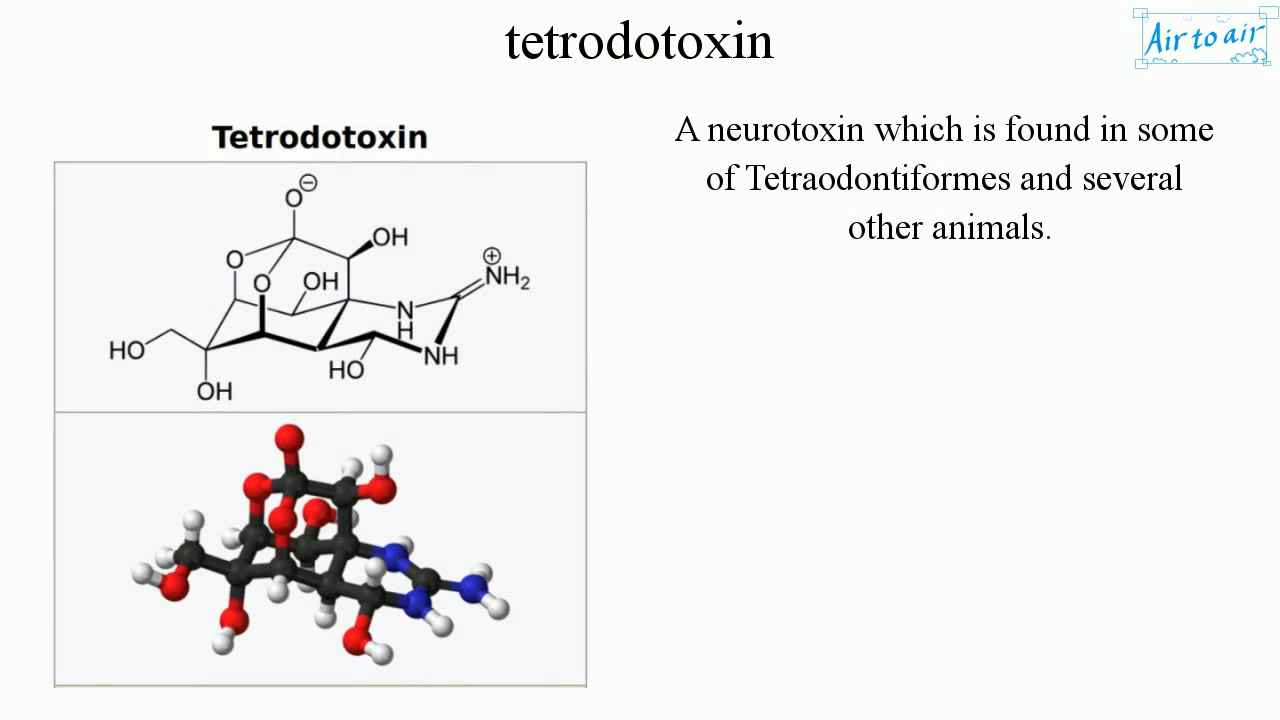 tetrodotoxin
Air to air
Tetrodotoxin
A neurotoxin which is found in some
of Tetraodontiformes and several
other animals.
O⊖
OH
O
⊕
NH2
O
OH
N
H
HO
NH
HO
OH